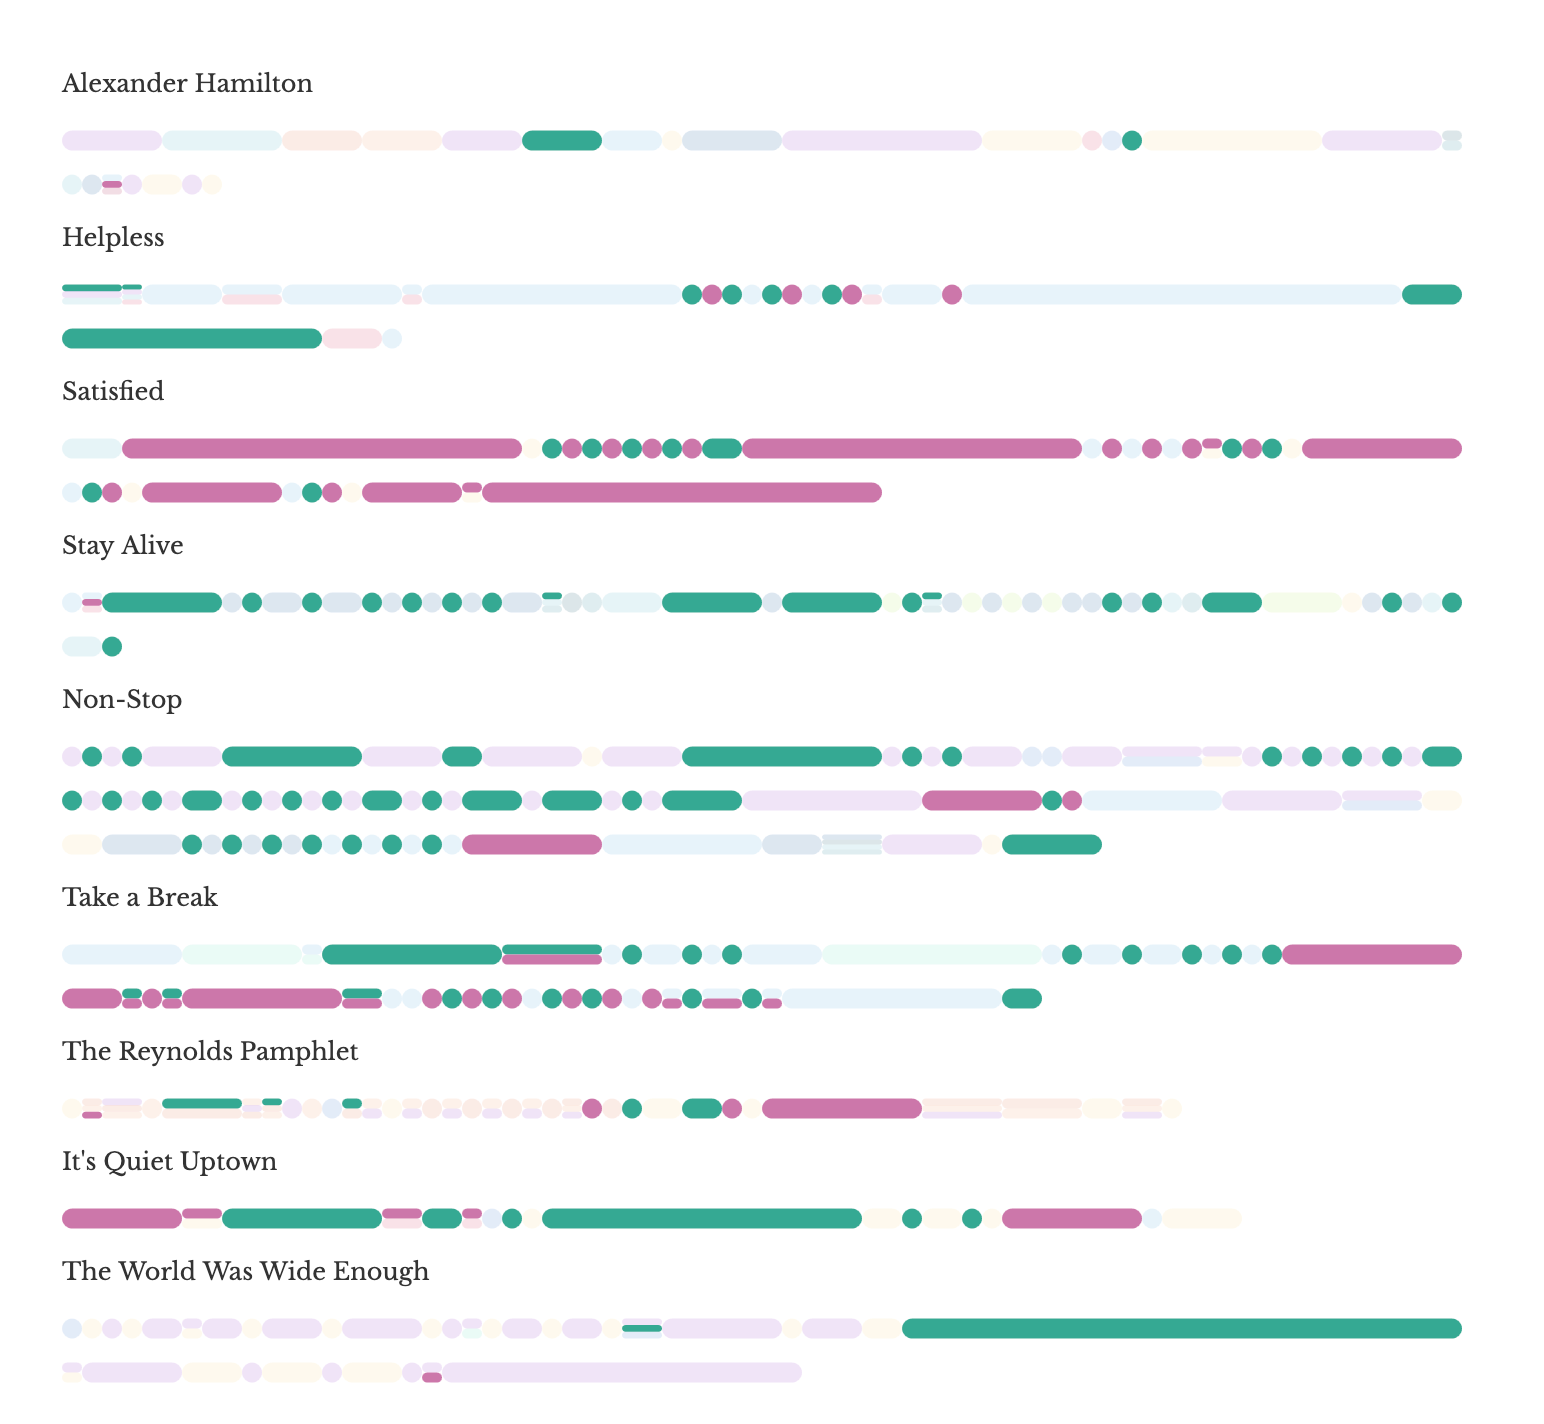 Alexander Hamilton
Helpless
Satisfied
Stay Alive
Non-Stop
Take a Break
The Reynolds Pamphlet
It's Quiet Uptown
The World Was Wide Enough